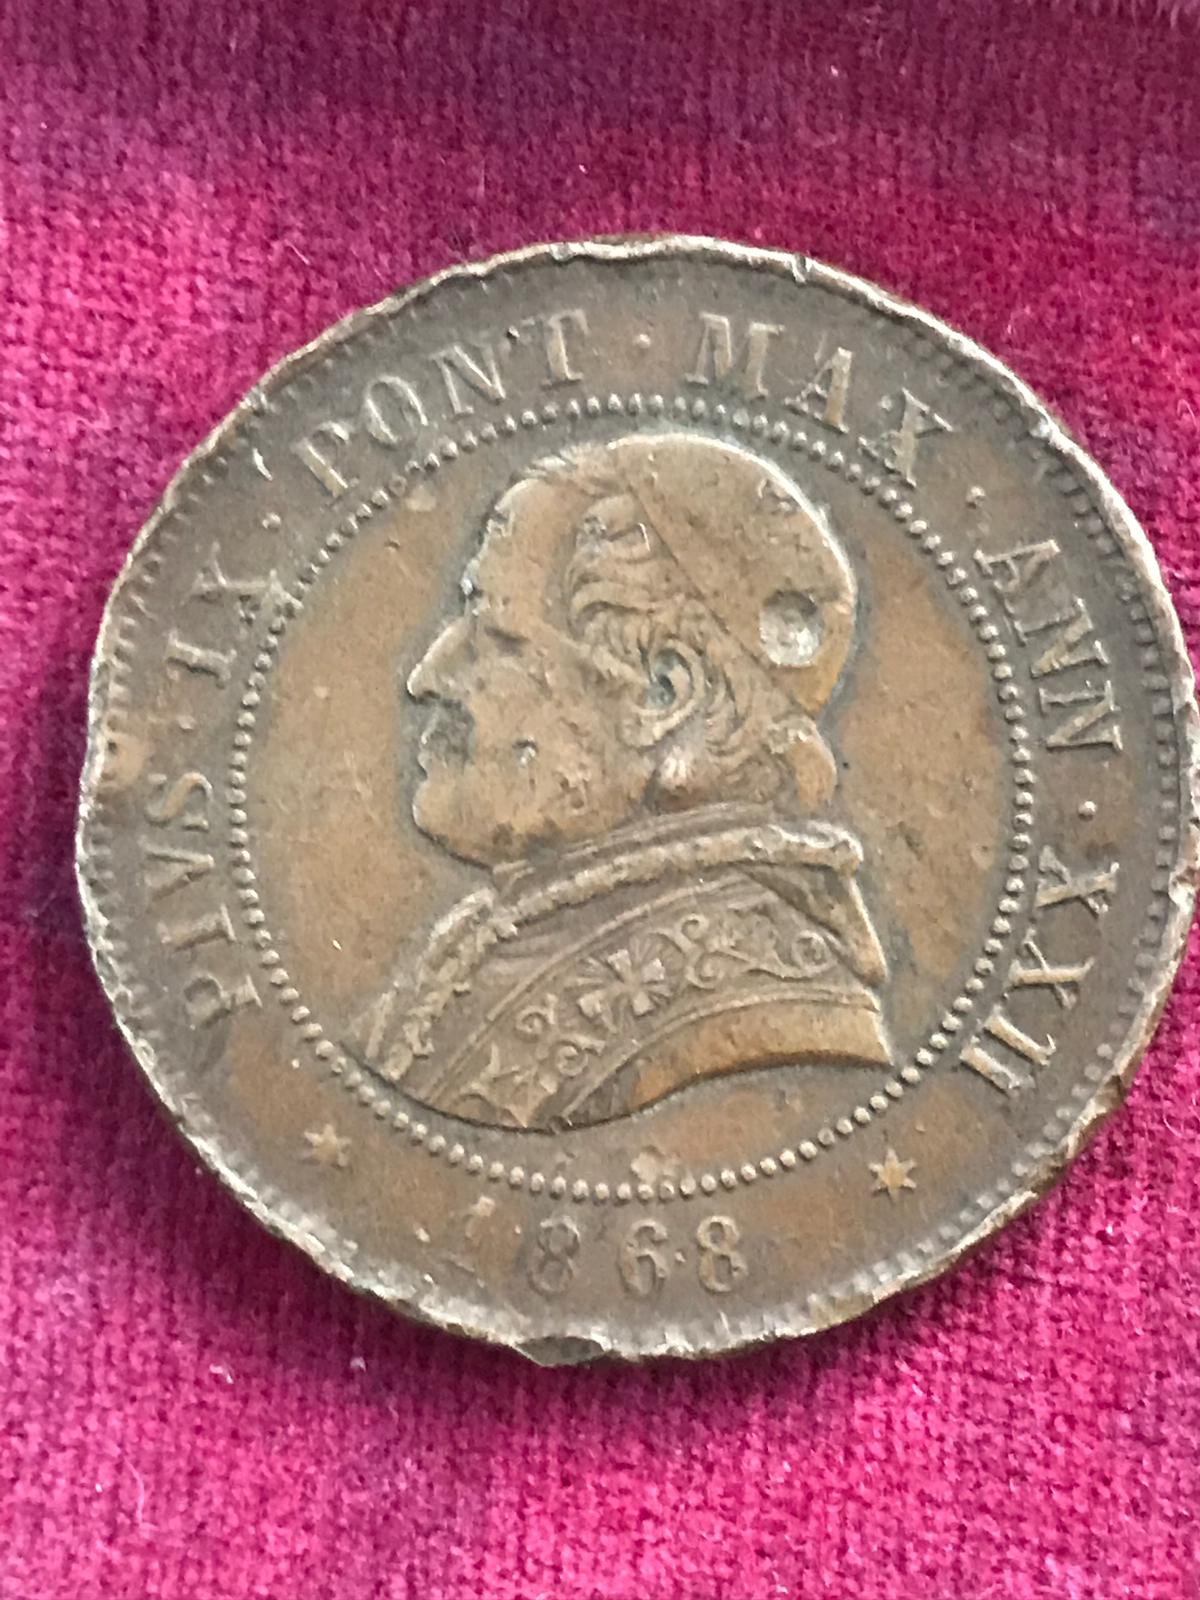 PIVS · IX · PONT · MAX · ANN · XXII
1868